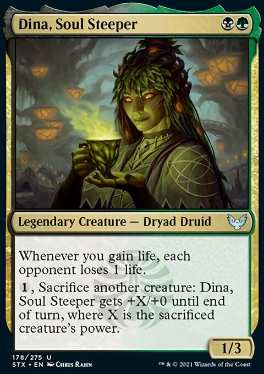 Dina, Soul Steeper
Legendary Creature — Dryad Druid
Whenever you gain life, each
opponent loses 1 life.
1, Sacrifice another creature: Dina,
Soul Steeper gets +X/+0 until end
of turn, where X is the sacrificed
creature's power.
1/3
178/275 U
STX • EN Chris Rahn
™ & © 2021 Wizards of the Coast